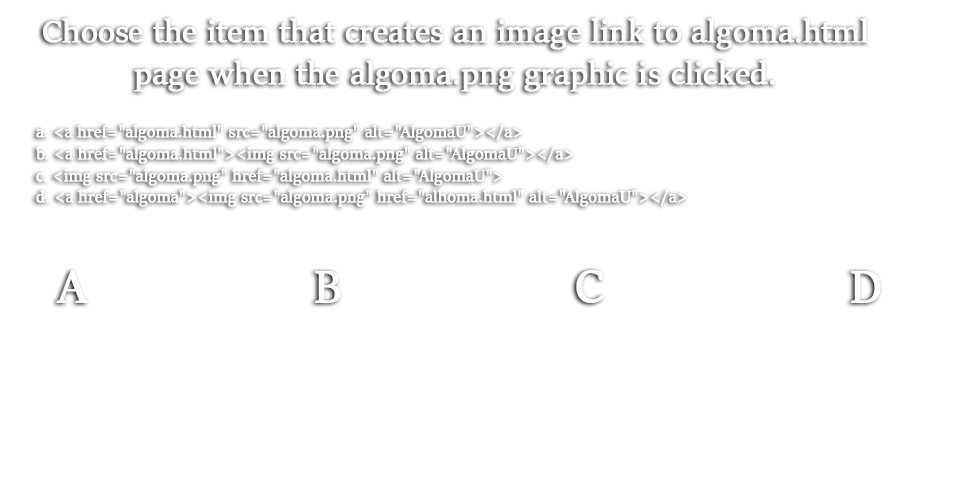 Choose the item that creates an image link to algoma.html
page when the algoma.png graphic is clicked.
a. <a href="algoma.html" src="algoma.png" alt="AlgomaU"></a>
b. <a href="algoma.html"><img src="algoma.png" alt="AlgomaU"></a>
c. <img src="algoma.png" href="algoma.html" alt="AlgomaU">
d. <a href="algoma"><img src="algoma.png" href="alhoma.html" alt="AlgomaU"></a>
A B C D